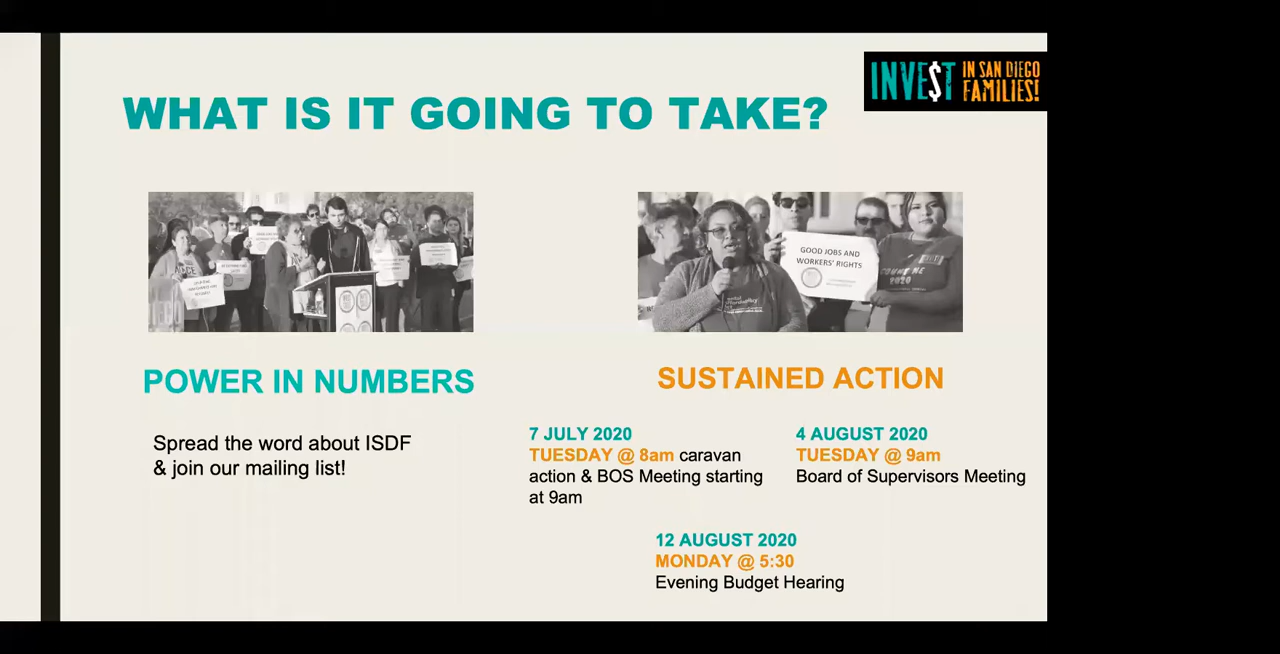 INVE$T IN SAN DIEGO
FAMILIES!
WHAT IS IT GOING TO TAKE?
GOOD JOBS AND
WORKERS' RIGHTS
COUNT ME
2020
POWER IN NUMBERS
Spread the word about ISDF
& join our mailing list!
SUSTAINED ACTION
7 JULY 2020
TUESDAY @ 8am caravan
action & BOS Meeting starting
at 9am
4 AUGUST 2020
TUESDAY @ 9am
Board of Supervisors Meeting
12 AUGUST 2020
MONDAY @ 5:30
Evening Budget Hearing